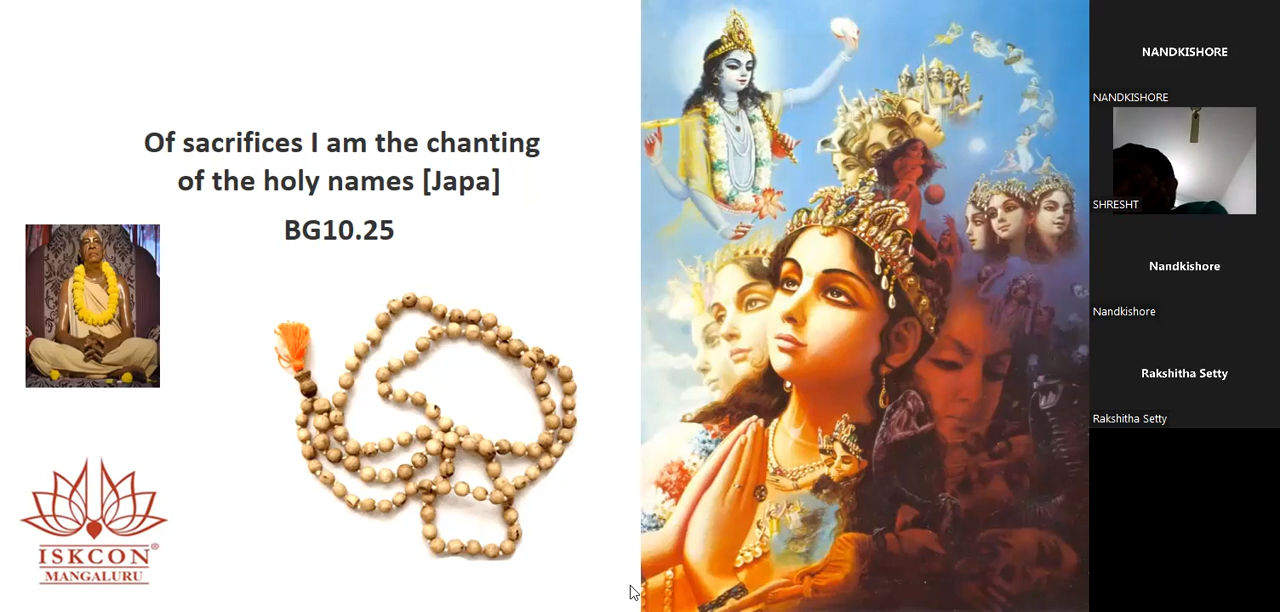 Of sacrifices I am the chanting
of the holy names [Japa]
BG10.25
ISKCON®
MANGALURU
NANDKISHORE
NANDKISHORE
SHRESHT
Nandkishore
Nandkishore
Rakshitha Setty
Rakshitha Setty